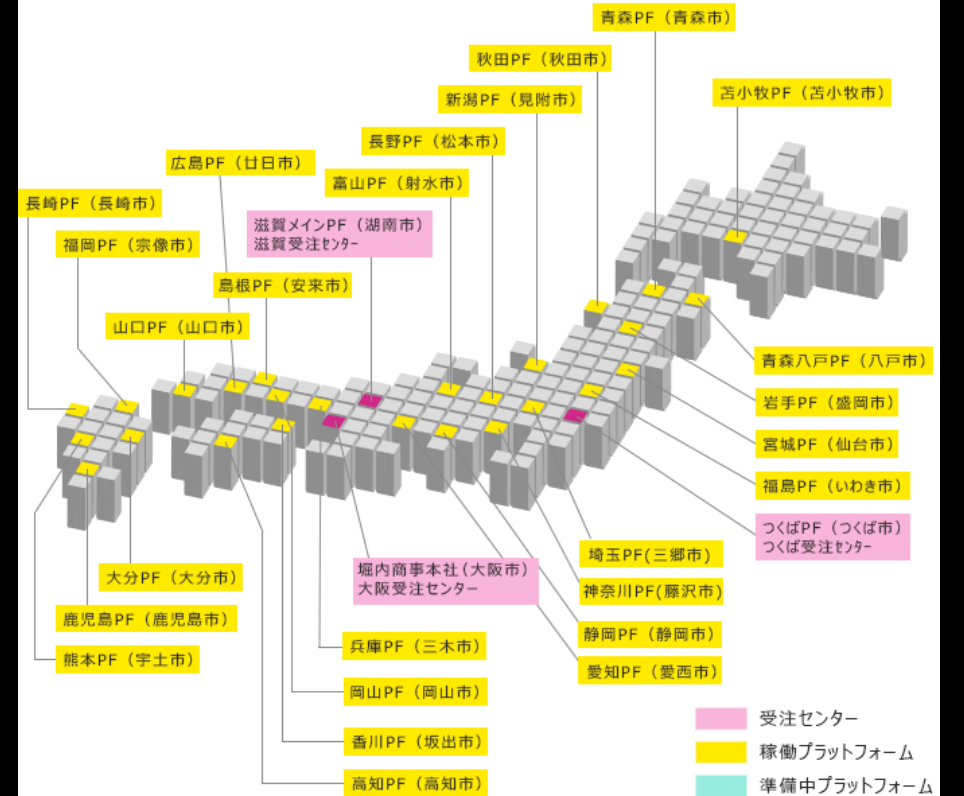 青森PF（青森市）
秋田PF（秋田市）
新潟PF（見附市）
苫小牧PF（苫小牧市）
長野PF（松本市）
広島PF（廿日市）
富山PF（射水市）
長崎PF（長崎市）
滋賀メインPF（湖南市）
滋賀受注ｾﾝﾀｰ
福岡PF（宗像市）
島根PF（安来市）
山口PF（山口市）
青森八戸PF（八戸市）
岩手PF（盛岡市）
宮城PF（仙台市）
福島PF（いわき市）
つくばPF（つくば市）
つくば受注ｾﾝﾀｰ
埼玉PF(三郷市)
神奈川PF(藤沢市)
静岡PF（静岡市）
愛知PF（愛西市）
堀内商事本社(大阪市)
大阪受注センター
大分PF（大分市）
鹿児島PF（鹿児島市）
熊本PF（宇土市）
兵庫PF（三木市）
岡山PF（岡山市）
香川PF（坂出市）
高知PF（高知市）
受注センター
稼働プラットフォーム
準備中プラットフォーム